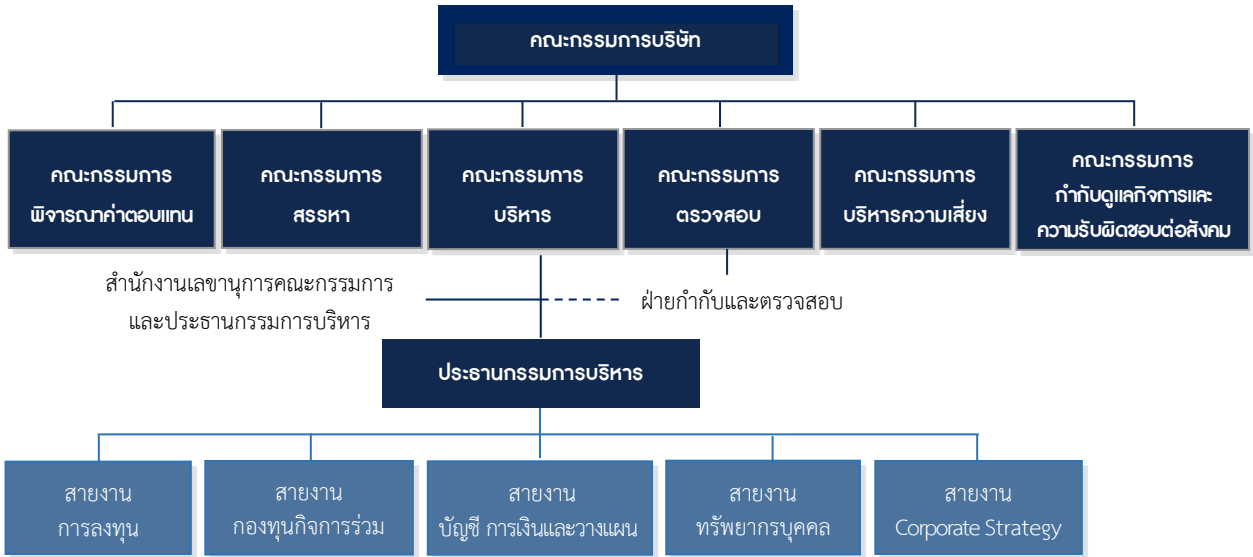 คณะกรรมการบริษัท
คณะกรรมการ
พิจารณาค่าตอบแทน
คณะกรรมการ
สรรหา
คณะกรรมการ
บริหาร
คณะกรรมการ
ตรวจสอบ
คณะกรรมการ
บริหารความเสี่ยง
คณะกรรมการ
กำกับดูแลกิจการและ
ความรับผิดชอบต่อสังคม
สำนักงานเลขานุการคณะกรรมการ
และประธานกรรมการบริหาร
ฝ่ายกำกับและตรวจสอบ
ประธานกรรมการบริหาร
สายงาน
การลงทุน
สายงาน
กองทุนกิจการร่วม
สายงาน
บัญชี การเงินและวางแผน
สายงาน
ทรัพยากรบุคคล
สายงาน
Corporate Strategy